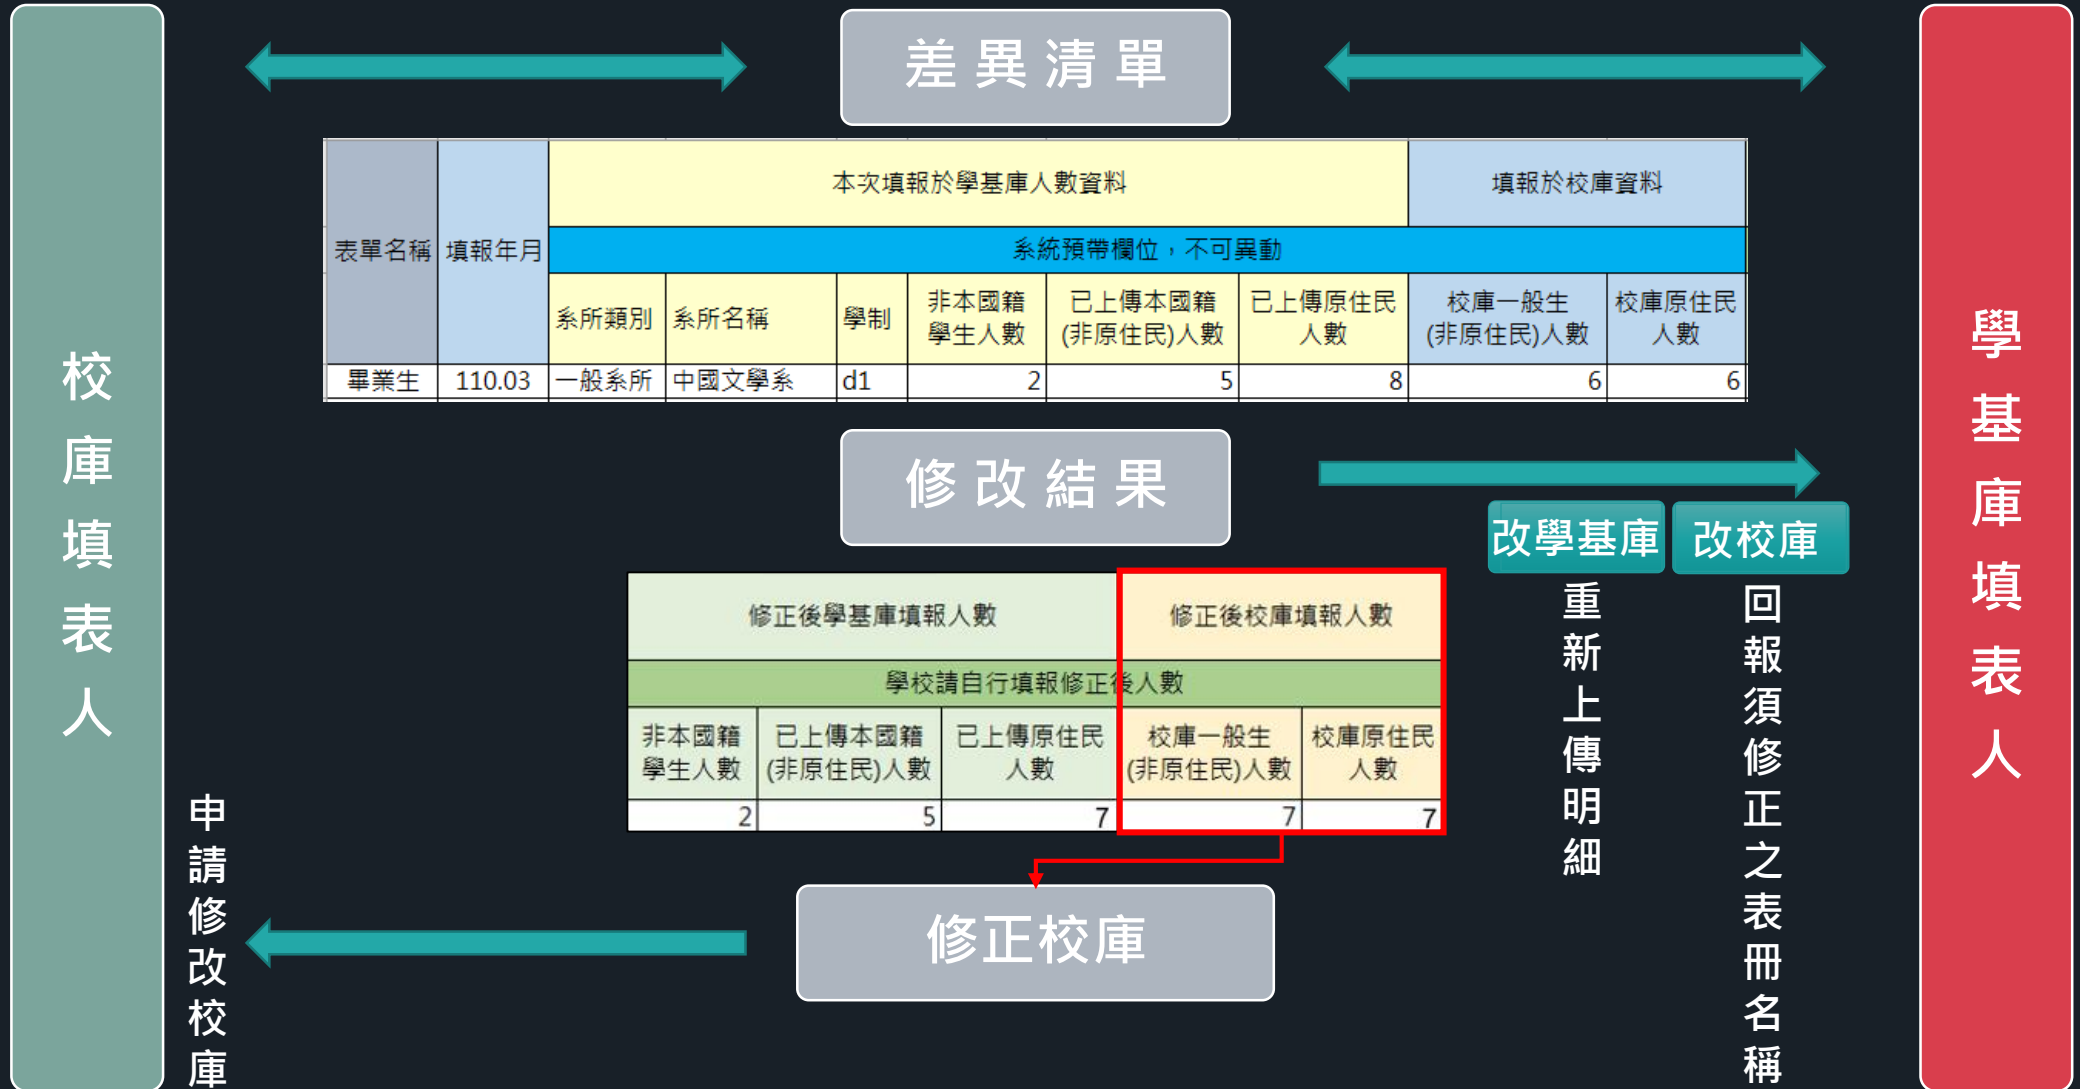 校庫填表人
差異清單
學基庫填表人
表單名稱
填報年月
本次填報於學基庫人數資料
填報於校庫資料
系統預帶欄位，不可異動
系所類別
系所名稱
學制
非本國籍
學生人數
已上傳本國籍
(非原住民)人數
已上傳原住民
人數
校庫一般生
(非原住民)人數
校庫原住民
人數
畢業生 110.03 一般系所 中國文學系 d1 2 5 8 6 6
修改結果
改學基庫
重新上傳明細
改校庫
回報須修正之表冊名稱
修正後學基庫填報人數
修正後校庫填報人數
學校請自行填報修正後人數
非本國籍
學生人數
已上傳本國籍
(非原住民)人數
已上傳原住民
人數
校庫一般生
(非原住民)人數
校庫原住民
人數
2 5 7 7 7
修正校庫
申請修改校庫